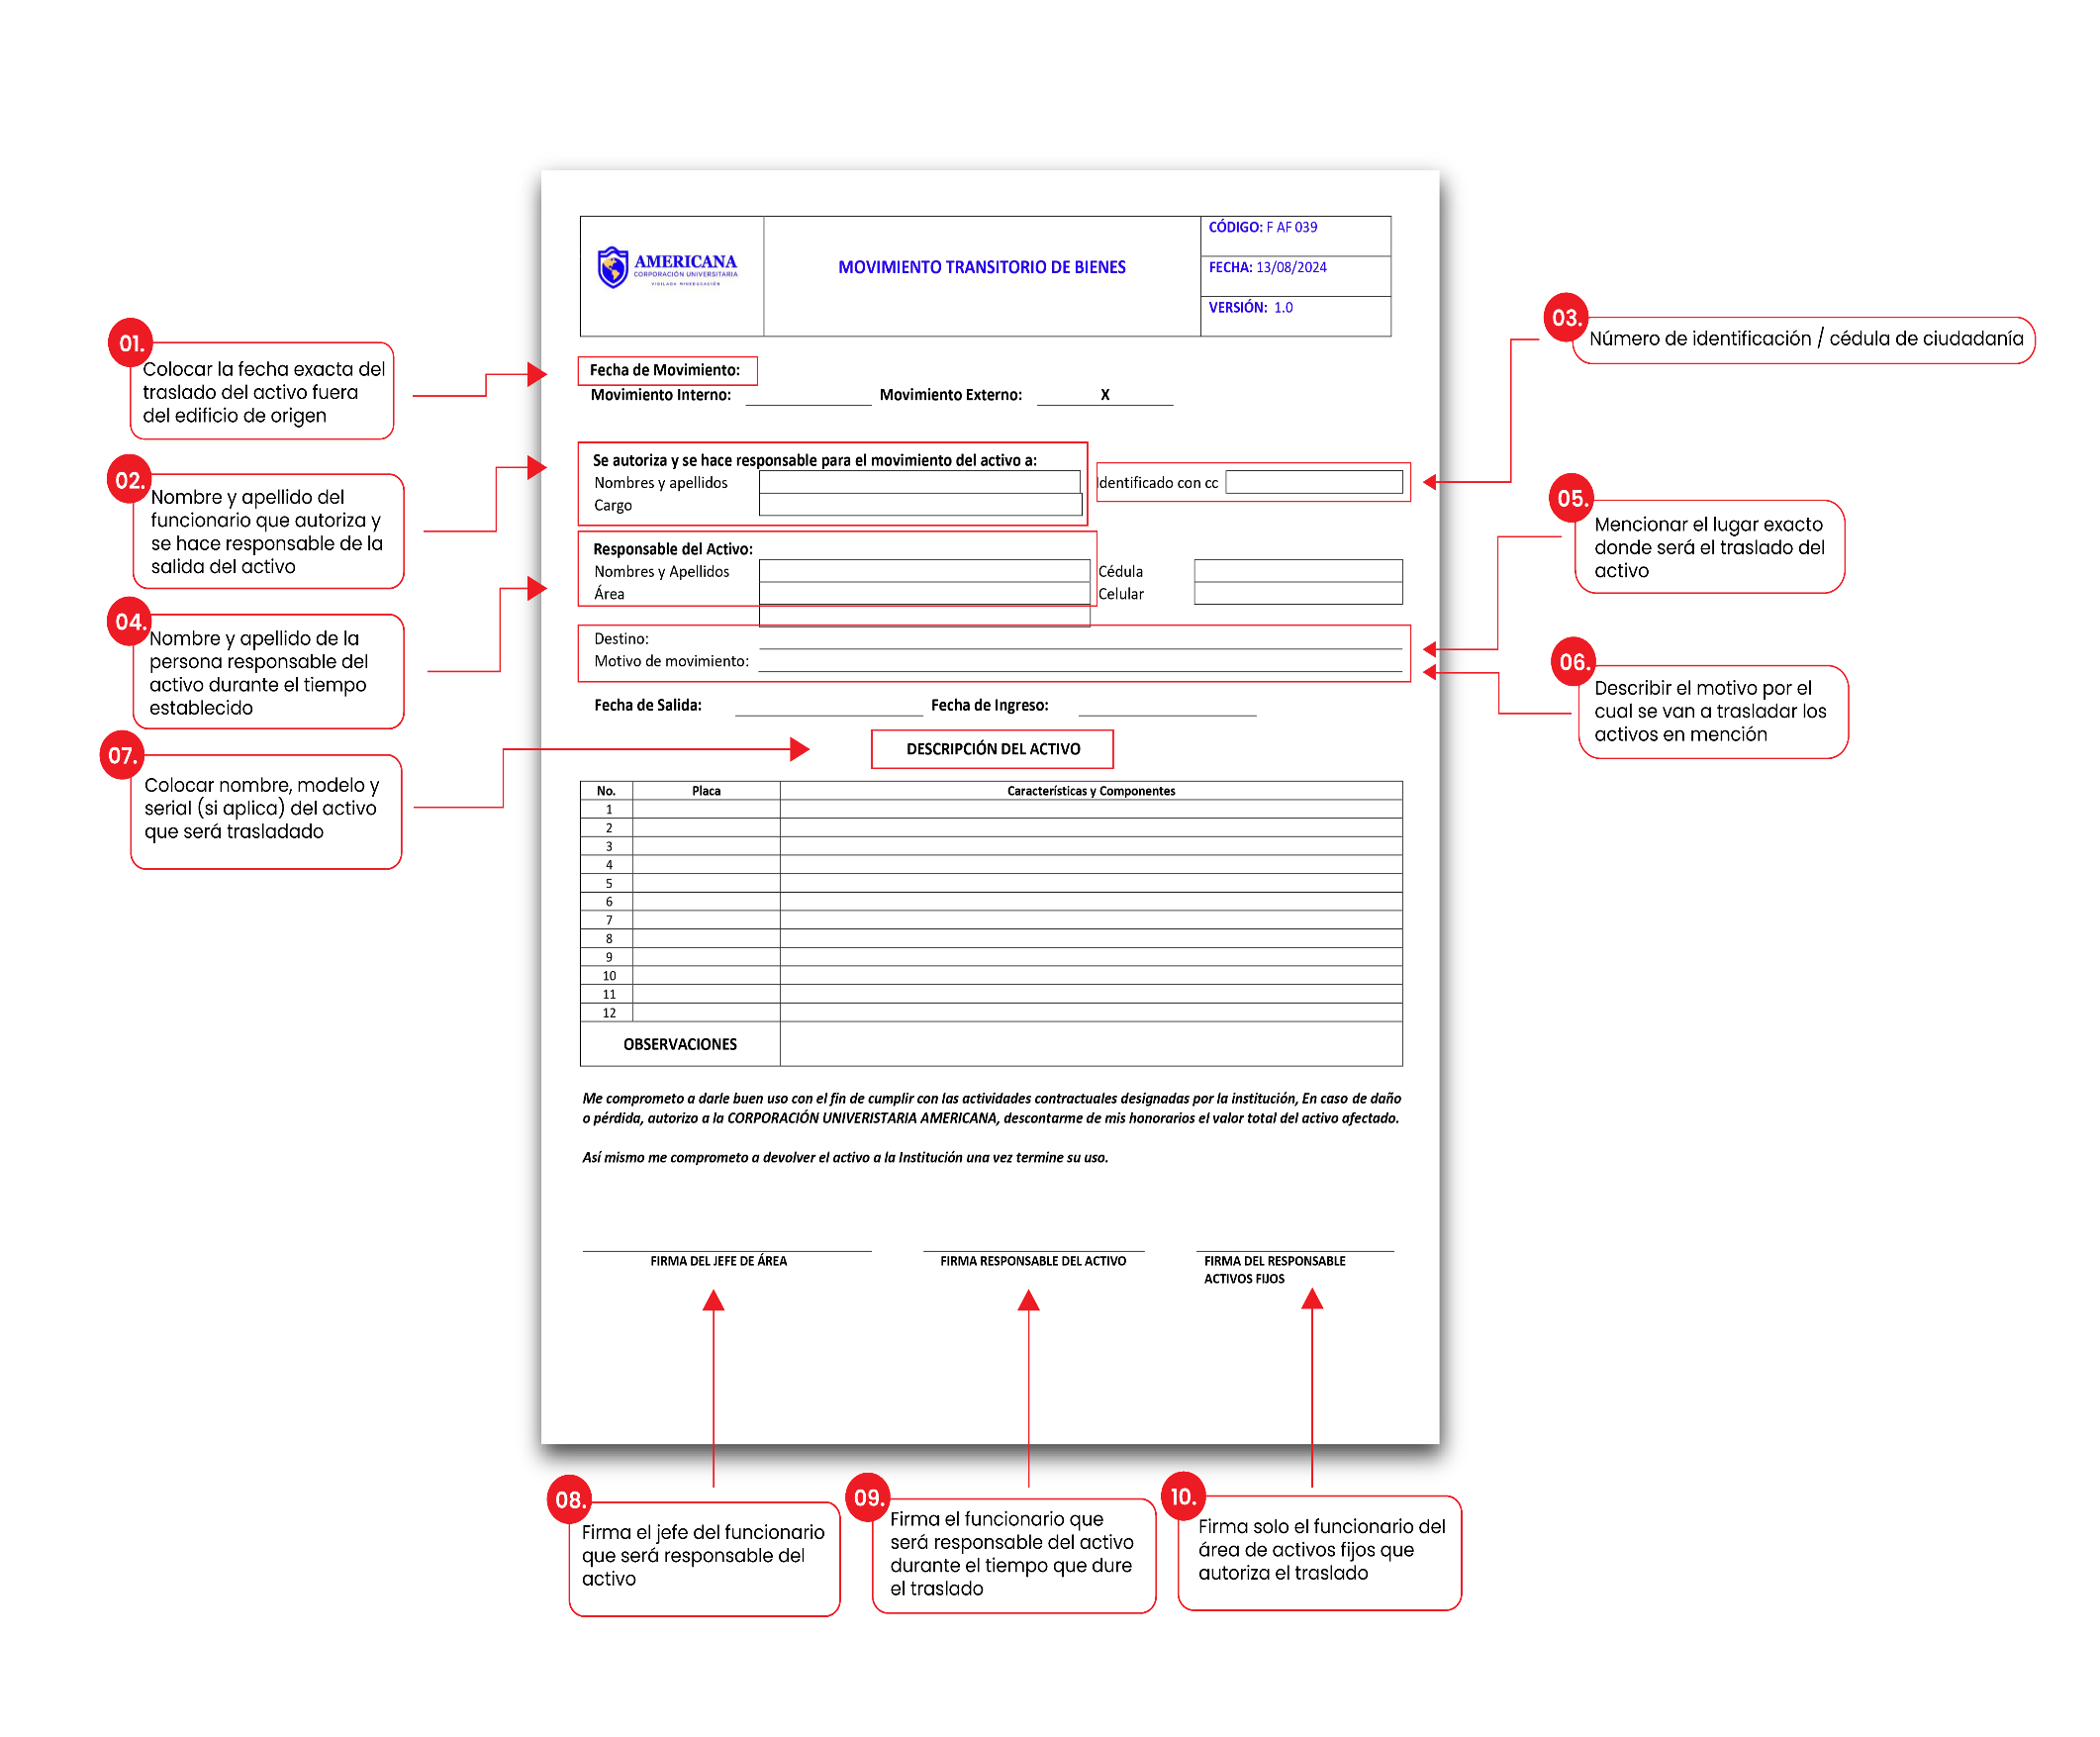 AMERICANA
CORPORACIÓN UNIVERSITARIA
VIGILADA MINEDUCACIÓN
MOVIMIENTO TRANSITORIO DE BIENES
CÓDIGO: F AF 039
FECHA: 13/08/2024
VERSIÓN: 1.0
01.
Colocar la fecha exacta del
traslado del activo fuera
del edificio de origen
Fecha de Movimiento:
Movimiento Interno: Movimiento Externo: X
03.
Número de identificación / cédula de ciudadanía
02.
Nombre y apellido del
funcionario que autoriza y
se hace responsable de la
salida del activo
Se autoriza y se hace responsable para el movimiento del activo a:
Nombres y apellidos Identificado con cc
Cargo
05.
Mencionar el lugar exacto
donde será el traslado del
activo
04.
Nombre y apellido de la
persona responsable del
activo durante el tiempo
establecido
Responsable del Activo:
Nombres y Apellidos Cédula
Área Celular
Destino:
Motivo de movimiento:
06.
Describir el motivo por el
cual se van a trasladar los
activos en mención
Fecha de Salida: Fecha de Ingreso:
07.
Colocar nombre, modelo y
serial (si aplica) del activo
que será trasladado
DESCRIPCIÓN DEL ACTIVO
No. Placa Características y Componentes
1
2
3
4
5
6
7
8
9
10
11
12
OBSERVACIONES
Me comprometo a darle buen uso con el fin de cumplir con las actividades contractuales designadas por la institución, En caso de daño
o pérdida, autorizo a la CORPORACIÓN UNIVERISTARIA AMERICANA, descontarme de mis honorarios el valor total del activo afectado.
Así mismo me comprometo a devolver el activo a la Institución una vez termine su uso.
FIRMA DEL JEFE DE ÁREA
FIRMA RESPONSABLE DEL ACTIVO
FIRMA DEL RESPONSABLE
ACTIVOS FIJOS
08.
Firma el jefe del funcionario
que será responsable del
activo
09.
Firma el funcionario que
será responsable del activo
durante el tiempo que dure
el traslado
10.
Firma solo el funcionario del
área de activos fijos que
autoriza el traslado